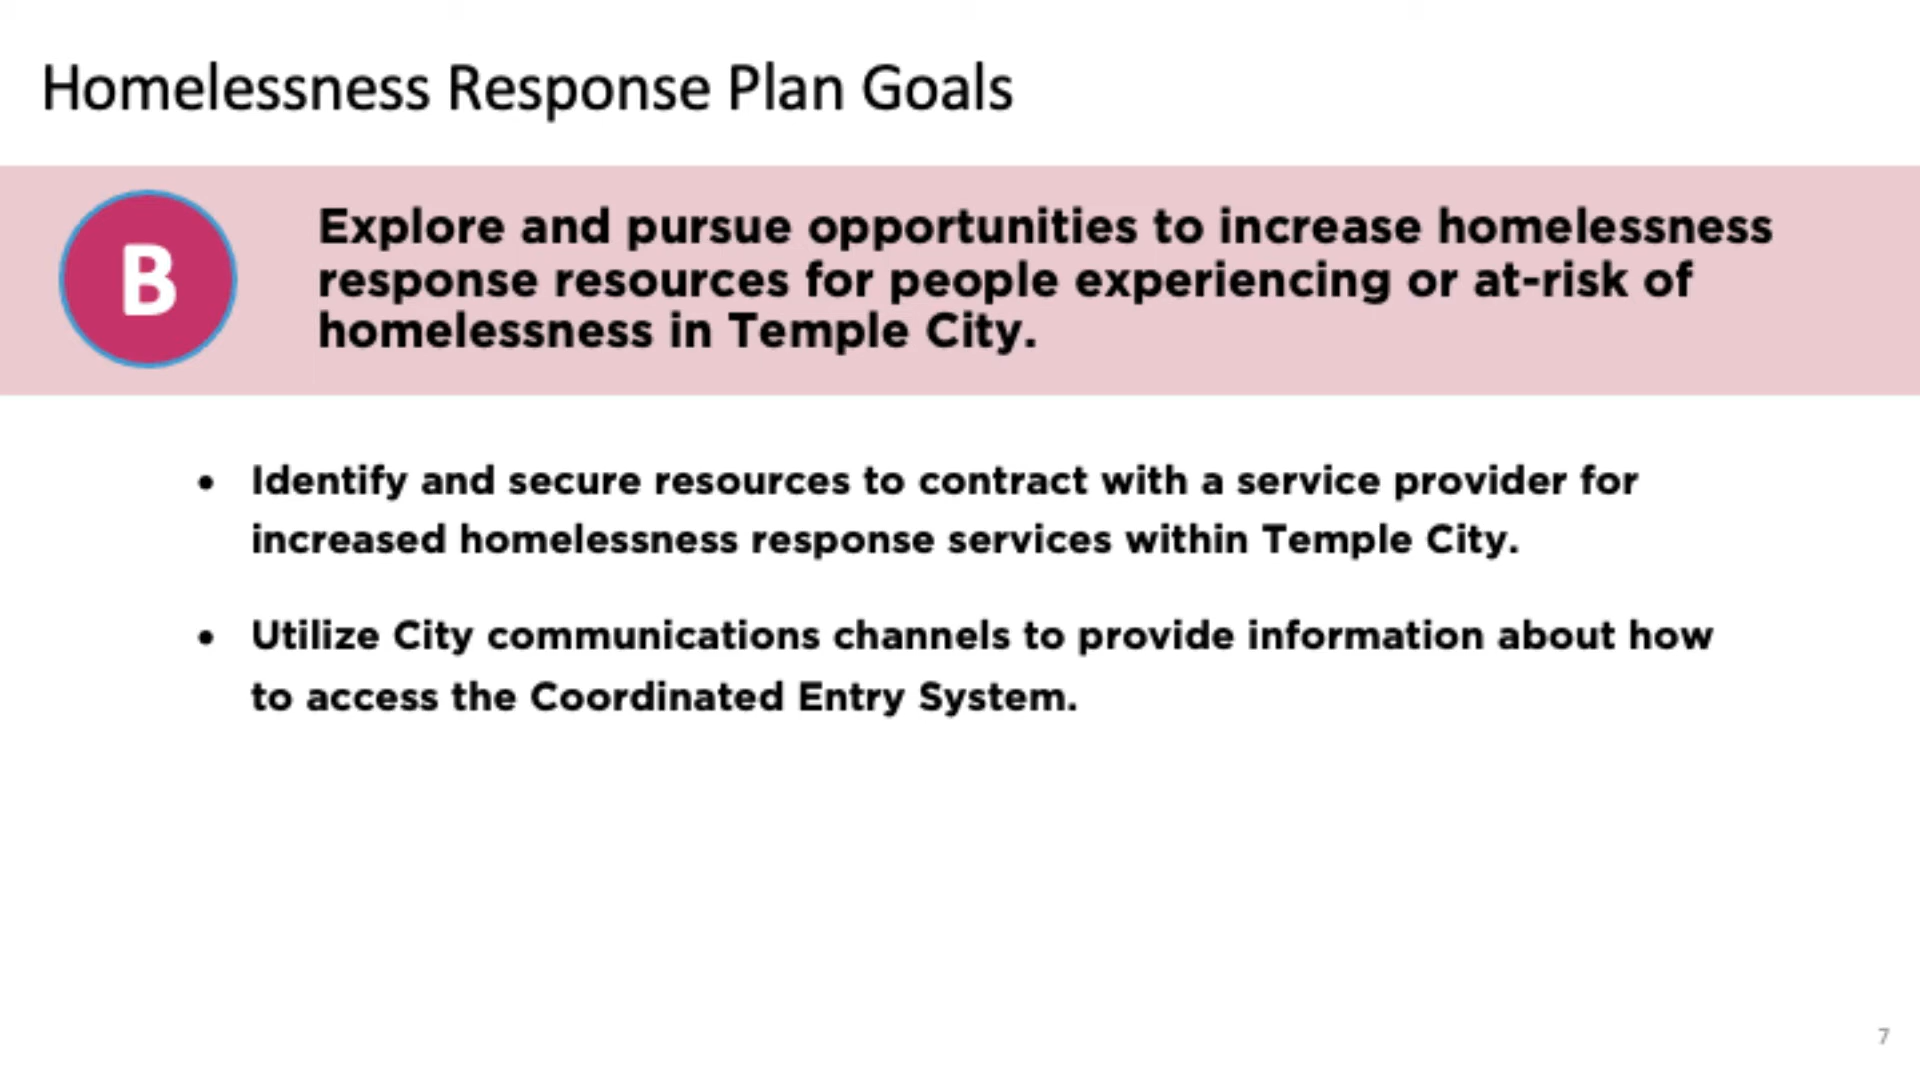 Homelessness Response Plan Goals
B
Explore and pursue opportunities to increase homelessness
response resources for people experiencing or at-risk of
homelessness in Temple City.
• Identify and secure resources to contract with a service provider for
increased homelessness response services within Temple City.
• Utilize City communications channels to provide information about how
to access the Coordinated Entry System.
7